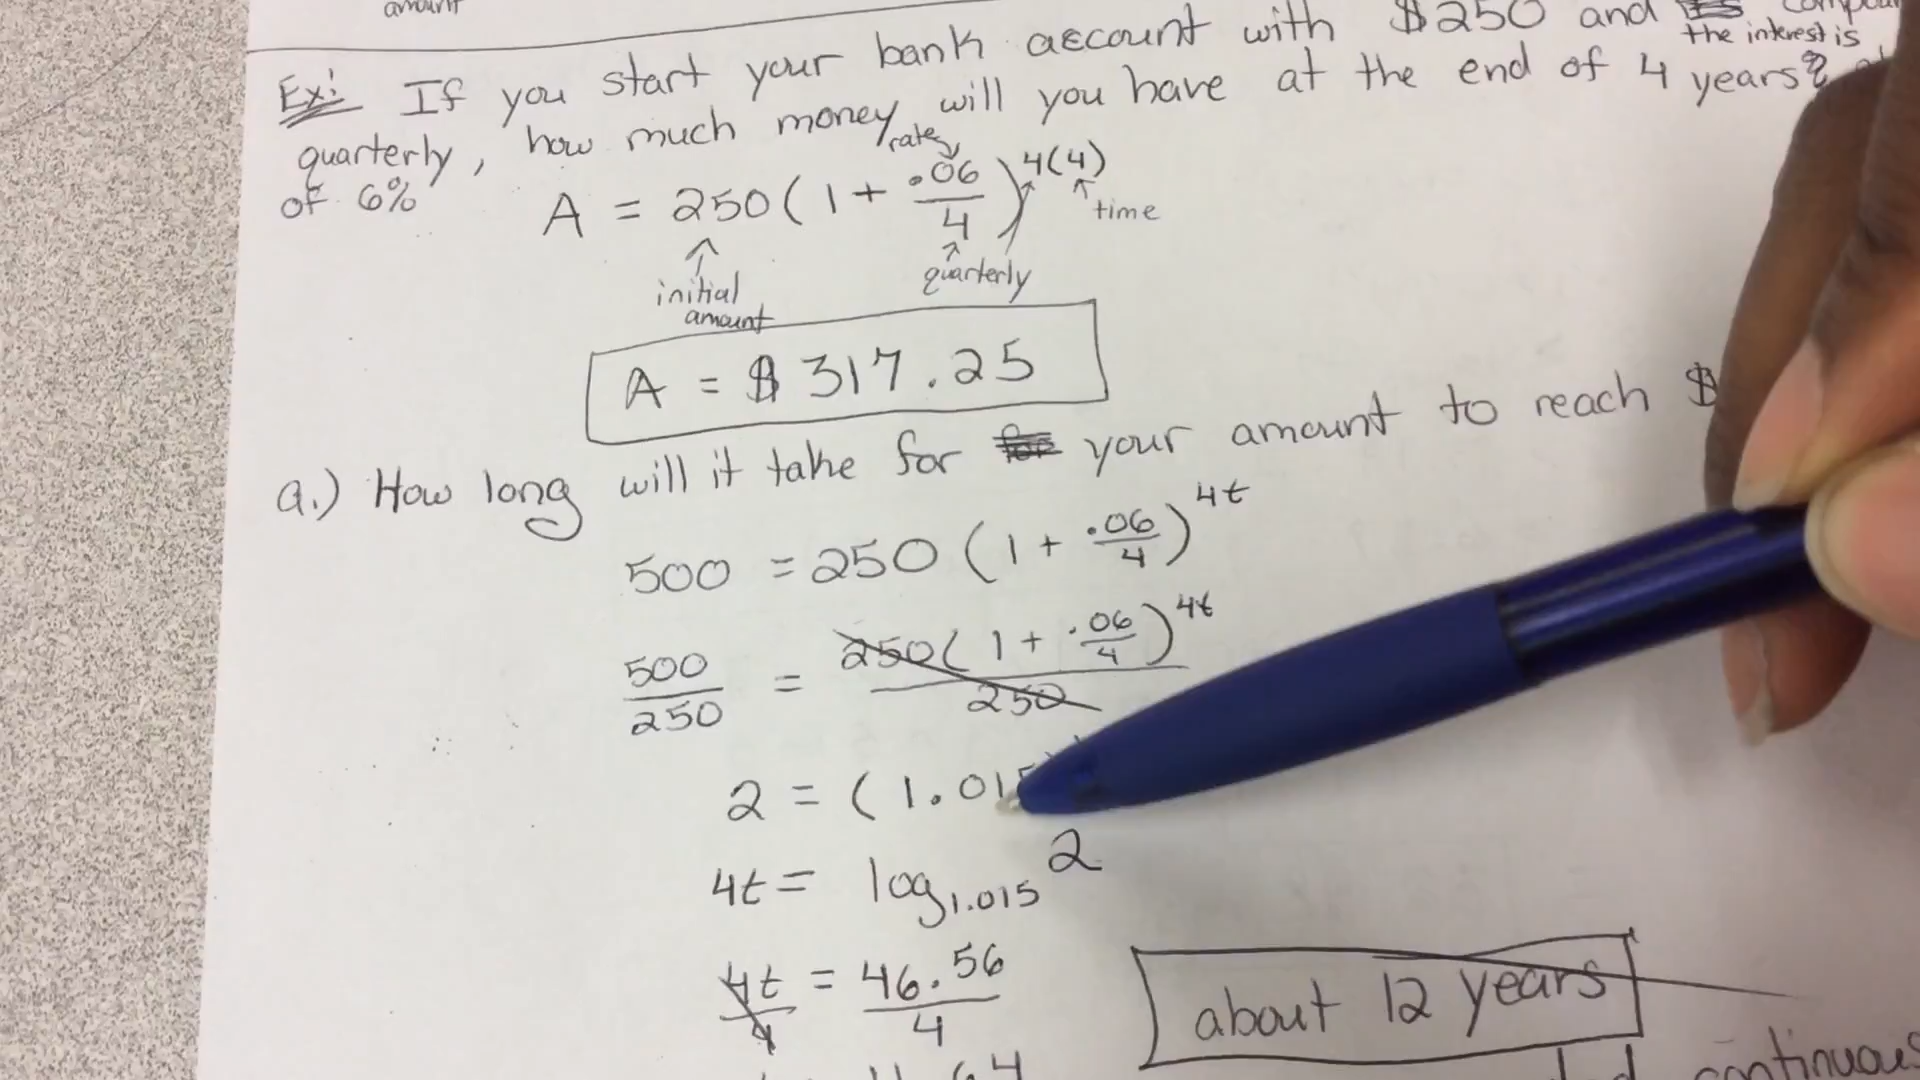 amount
Ex: If you start your bank account with $250 and
the interest is
quarterly, how much money will you have at the end of 4 years?
of 6%
rate
A = 250(1 + .06/4)^4(4)
time
initial
amount
quarterly
A = $317.25
a.) How long will it take for your amount to reach $
500 = 250(1 + .06/4)^4t
500/250 = 250(1 + .06/4)^4t/250
2 = (1.01
4t = log1.015 2
4t/4 = 46.56/4
about 12 years